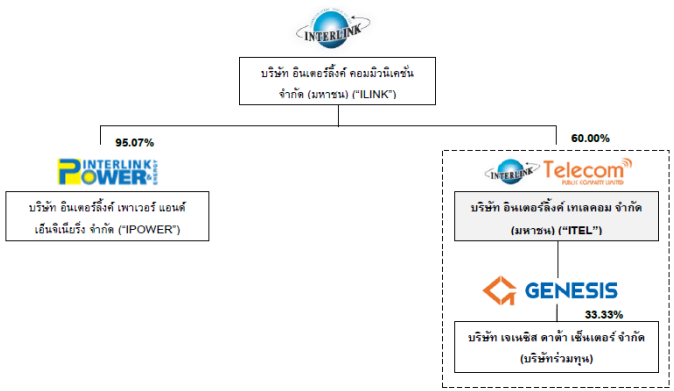 INTERLINK
บริษัท อินเตอร์ลิ้งค์ คอมมิวนิเคชั่น
จำกัด (มหาชน) ("ILINK")
95.07%
60.00%
INTERLINK
POWER & ENERGY
INTERLINK Telecom
PUBLIC COMPANY LIMITED
บริษัท อินเตอร์ลิ้งค์ เพาเวอร์ แอนด์
เอ็นจิเนียริ่ง จำกัด ("IPOWER")
บริษัท อินเตอร์ลิ้งค์ เทเลคอม จำกัด
(มหาชน) ("ITEL")
GENESIS
33.33%
บริษัท เจเนซิส ดาต้า เซ็นเตอร์ จำกัด
(บริษัทร่วมทุน)